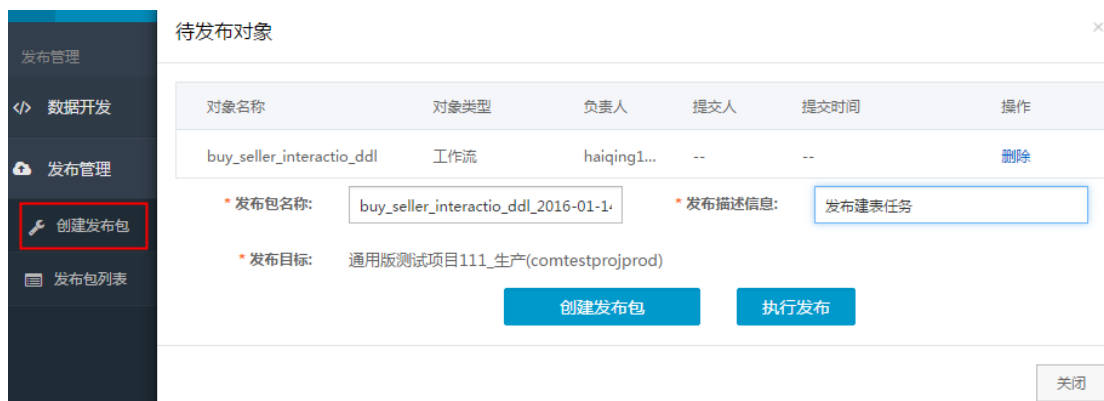 待发布对象 ×
发布管理
</> 数据开发
发布管理
创建发布包
发布包列表
对象名称 对象类型 负责人 提交人 提交时间 操作
buy_seller_interactio_ddl 工作流 haiqing1... -- -- 删除
* 发布包名称: buy_seller_interactio_ddl_2016-01-14 * 发布描述信息: 发布建表任务
* 发布目标: 通用版测试项目111_生产(comtestprojprod)
创建发布包 执行发布
关闭